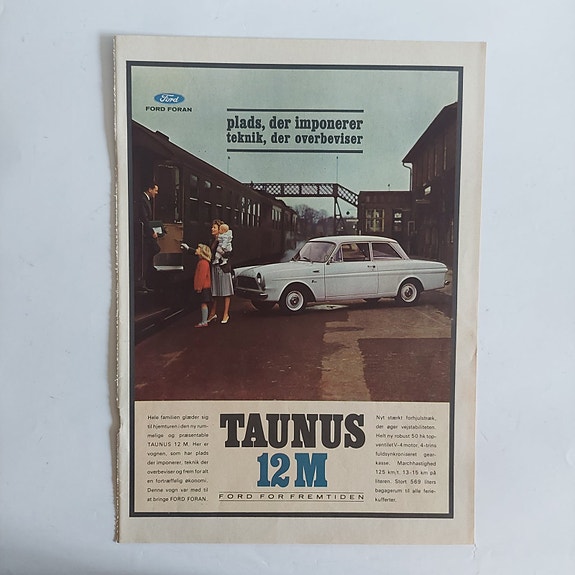 Ford
FORD FORAN
plads, der imponerer
teknik, der overbeviser
Hele familien glæder sig
til hjemturen i den ny rum-
melige og præsentable
TAUNUS 12 M. Her er
vognen, som har plads
der imponerer, teknik der
overbeviser og frem for alt
en fortræffelig økonomi.
Denne vogn var med til
at bringe FORD FORAN.
TAUNUS
12M
FORD FOR FREMTIDEN
Nyt stærkt forhjulstræk,
der øger vejstabiliteten.
Helt ny robust 50 hk top-
ventilet V-4 motor, 4-trins
fuldsynkroniseret gear-
kasse. Marchhastighed
125 km/t. 13-15 km på
literen. Stort 569 liters
bagagerum til alle ferie-
kufferter.